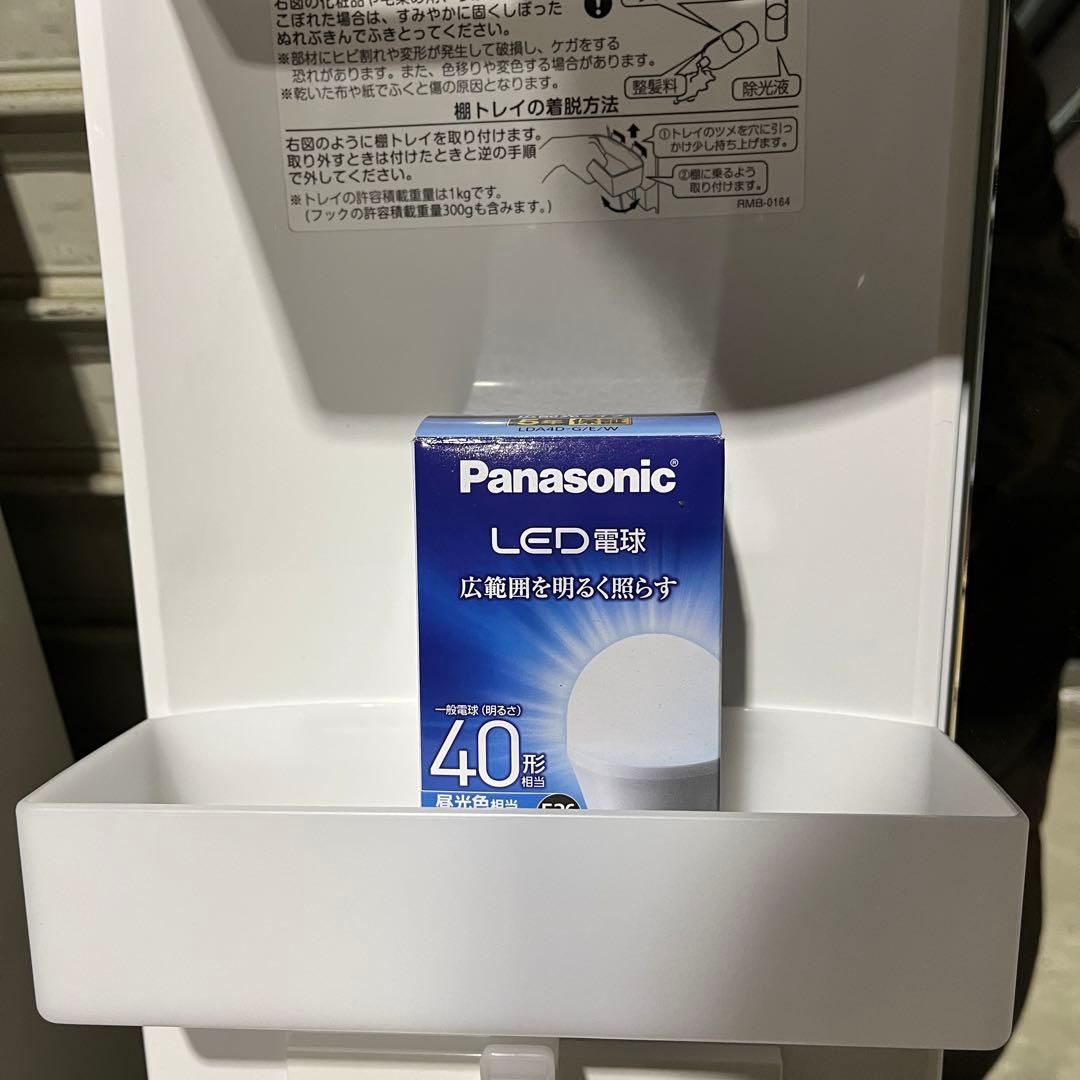 こぼれた場合は、すみやかに固くしぼった
ぬれぶきんでふきとってください。
※部材にヒビ割れや変形が発生して破損し、ケガをする
恐れがあります。また、色移りや変色する場合があります。
※乾いた布や紙でふくと傷の原因となります。
整髪料
除光液
棚トレイの着脱方法
右図のように棚トレイを取り付けます。
取り外すときは付けたときと逆の手順
で外してください。
※トレイの許容積載重量は1kgです。
(フックの許容積載重量300gも含みます。)
①トレイのツメを穴に引っ
かけ少し持ち上げます。
②棚に乗るよう
取り付けます。
RMB-0164
5年保証
LDA4D-G/E/W
Panasonic®
LED電球
広範囲を明るく照らす
一般電球(明るさ)
40形
相当
昼光色相当
E26